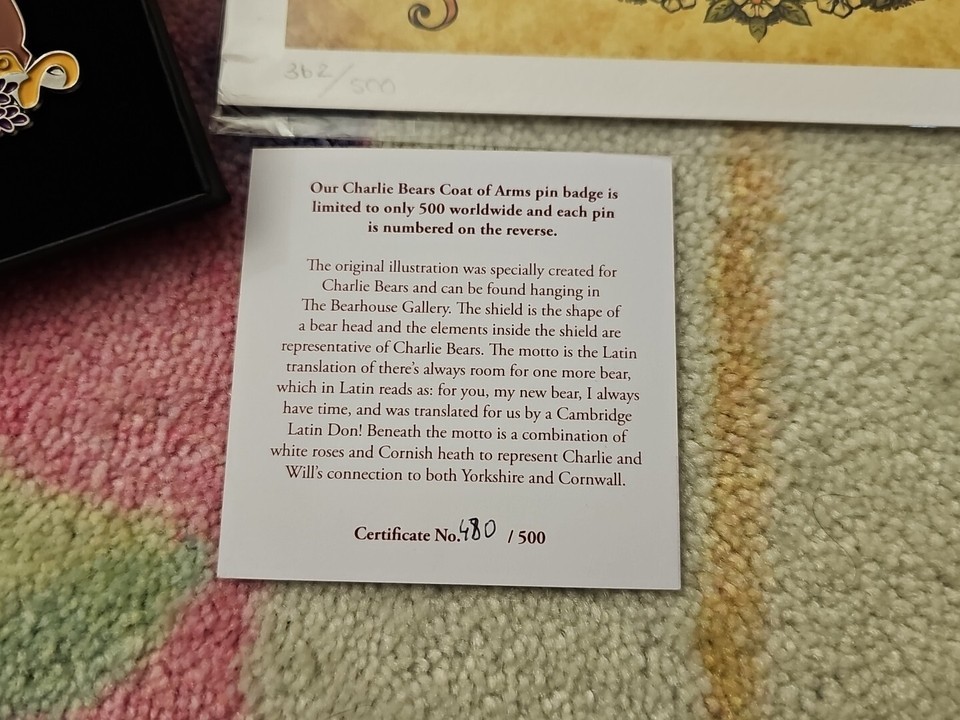 362/500
Our Charlie Bears Coat of Arms pin badge is
limited to only 500 worldwide and each pin
is numbered on the reverse.
The original illustration was specially created for
Charlie Bears and can be found hanging in
The Bearhouse Gallery. The shield is the shape of
a bear head and the elements inside the shield are
representative of Charlie Bears. The motto is the Latin
translation of there's always room for one more bear,
which in Latin reads as: for you, my new bear, I always
have time, and was translated for us by a Cambridge
Latin Don! Beneath the motto is a combination of
white roses and Cornish heath to represent Charlie and
Will's connection to both Yorkshire and Cornwall.
Certificate No. 480 / 500